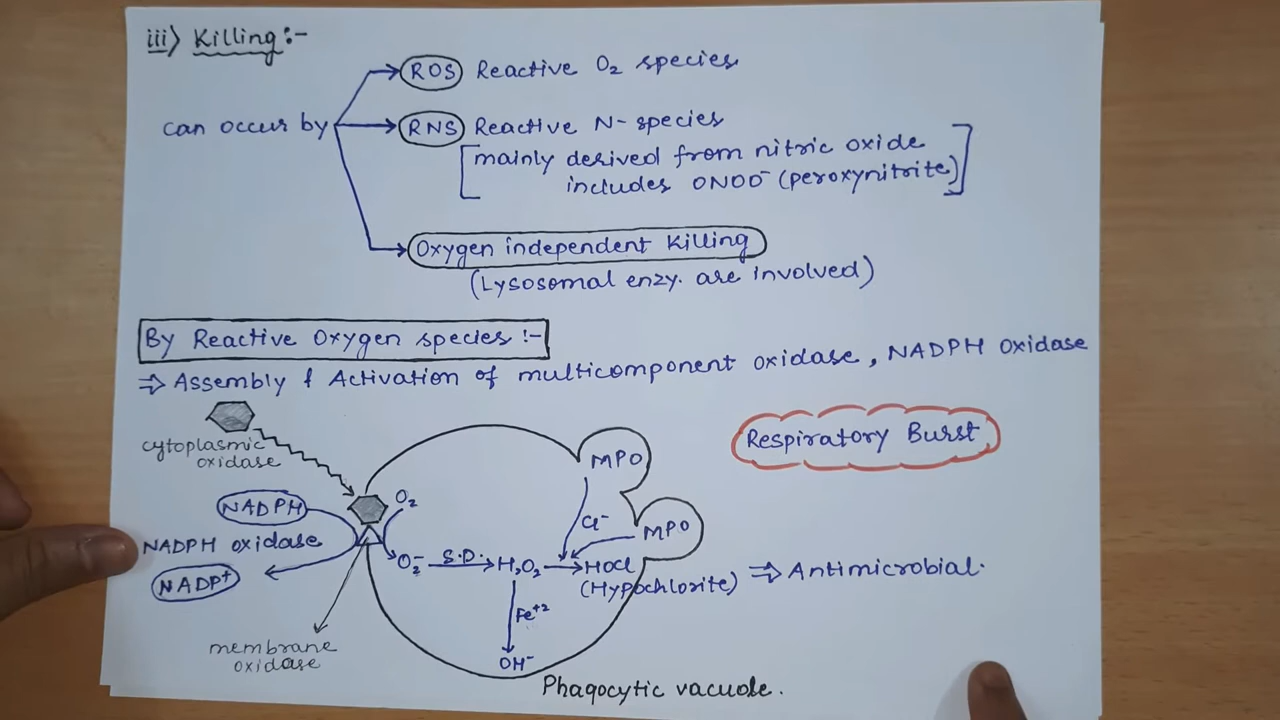 iii) Killing:-
can occur by
ROS Reactive O2 species
RNS Reactive N-species
[mainly derived from nitric oxide
includes ONOO⁻ (peroxynitrite)]
Oxygen independent Killing
(Lysosomal enzy. are involved)
By Reactive Oxygen species :-
⇒ Assembly & Activation of multicomponent oxidase, NADPH oxidase
Respiratory Burst
cytoplasmic
oxidase
NADPH
NADPH oxidase
NADP⁺
membrane
oxidase
O₂
O₂⁻ S.D. → H₂O₂ → HOCl
(Hypochlorite) ⇒ Antimicrobial.
MPO
Cl⁻
MPO
Fe⁺²
OH⁻
Phagocytic vacuole.